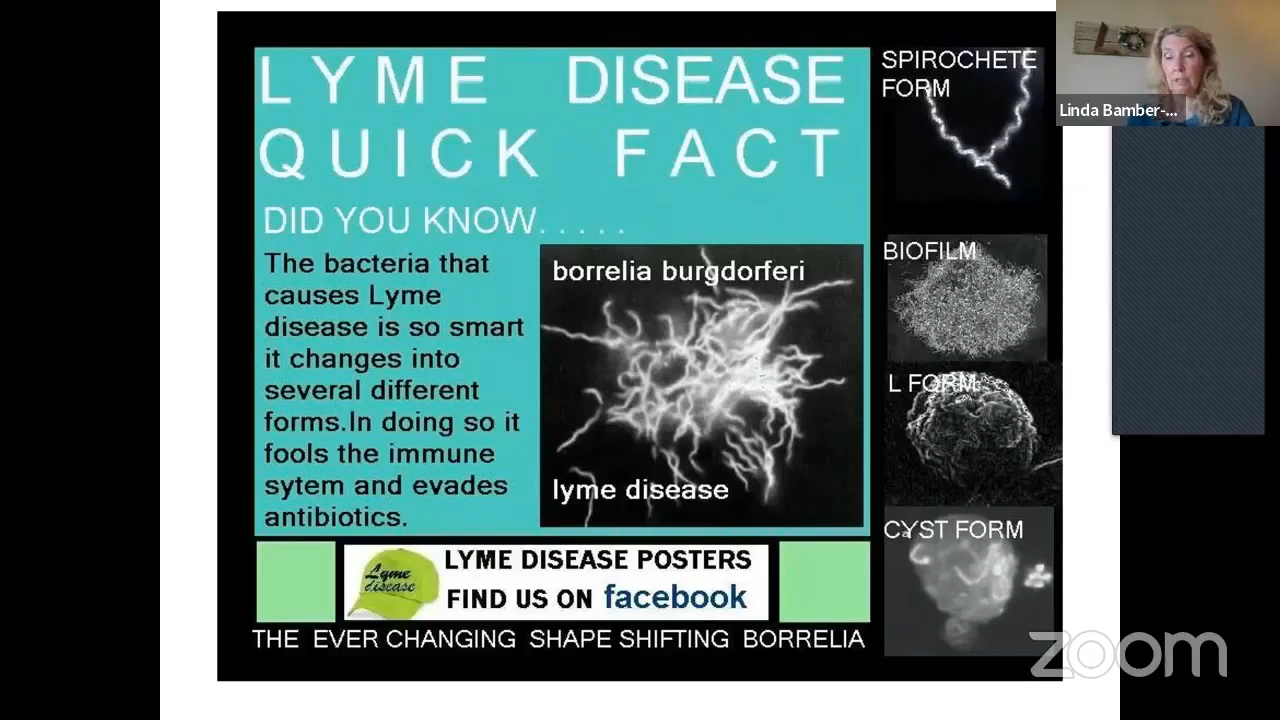 LYME DISEASE
QUICK FACT
DID YOU KNOW.....
The bacteria that
causes Lyme
disease is so smart
it changes into
several different
forms.In doing so it
fools the immune
sytem and evades
antibiotics.
borrelia burgdorferi
lyme disease
Lyme
disease
LYME DISEASE POSTERS
FIND US ON facebook
THE EVER CHANGING SHAPE SHIFTING BORRELIA
SPIROCHETE
FORM
BIOFILM
L FORM
CYST FORM
Linda Bamber-...
zoom